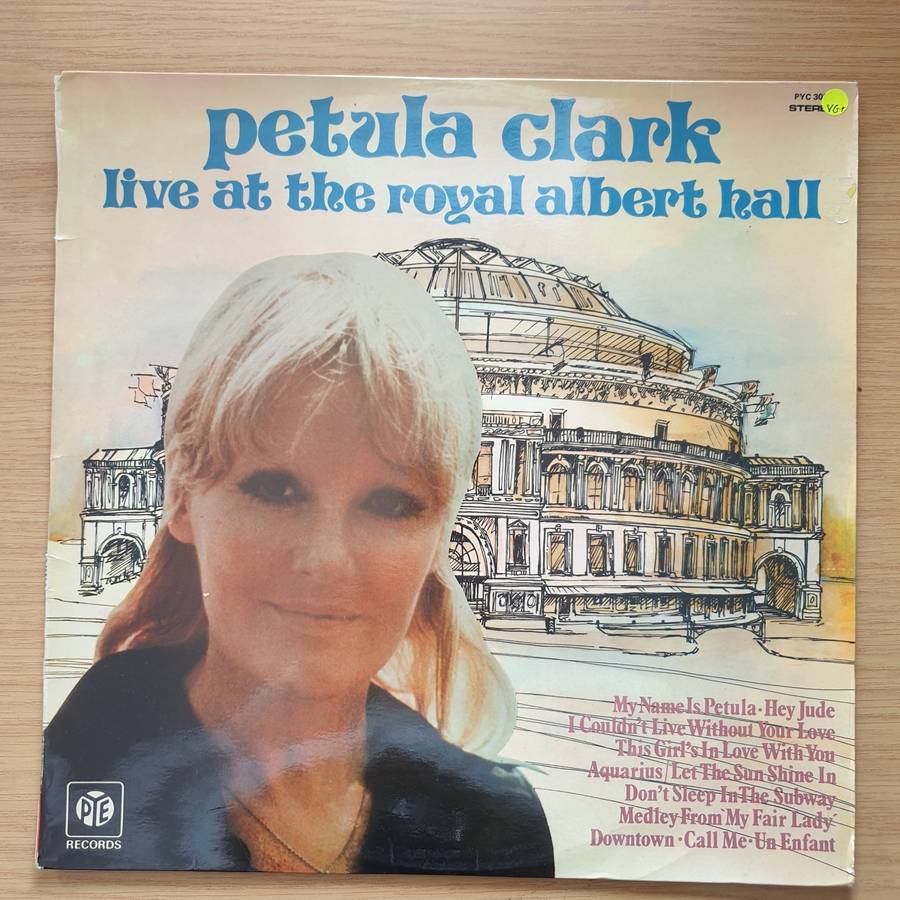 petula clark
live at the royal albert hall
PYC 30
STEREO
VG+
My Name Is Petula · Hey Jude
I Couldn't Live Without Your Love
This Girl's In Love With You
Aquarius/Let The Sun Shine In
Don't Sleep In The Subway
Medley From My Fair Lady
Downtown · Call Me · Un Enfant
PYE
RECORDS